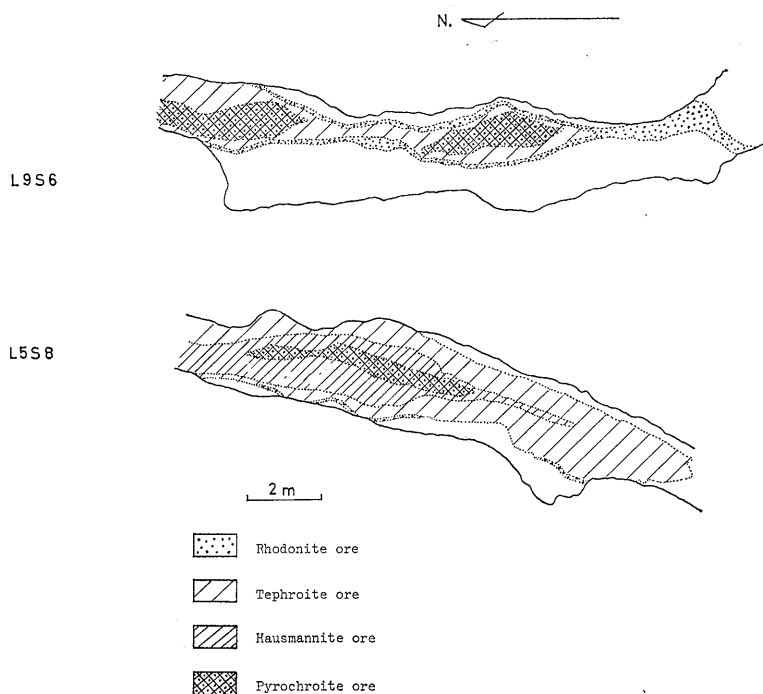 N.
L9S6
L5S8
2 m
Rhodonite ore
Tephroite ore
Hausmannite ore
Pyrochroite ore